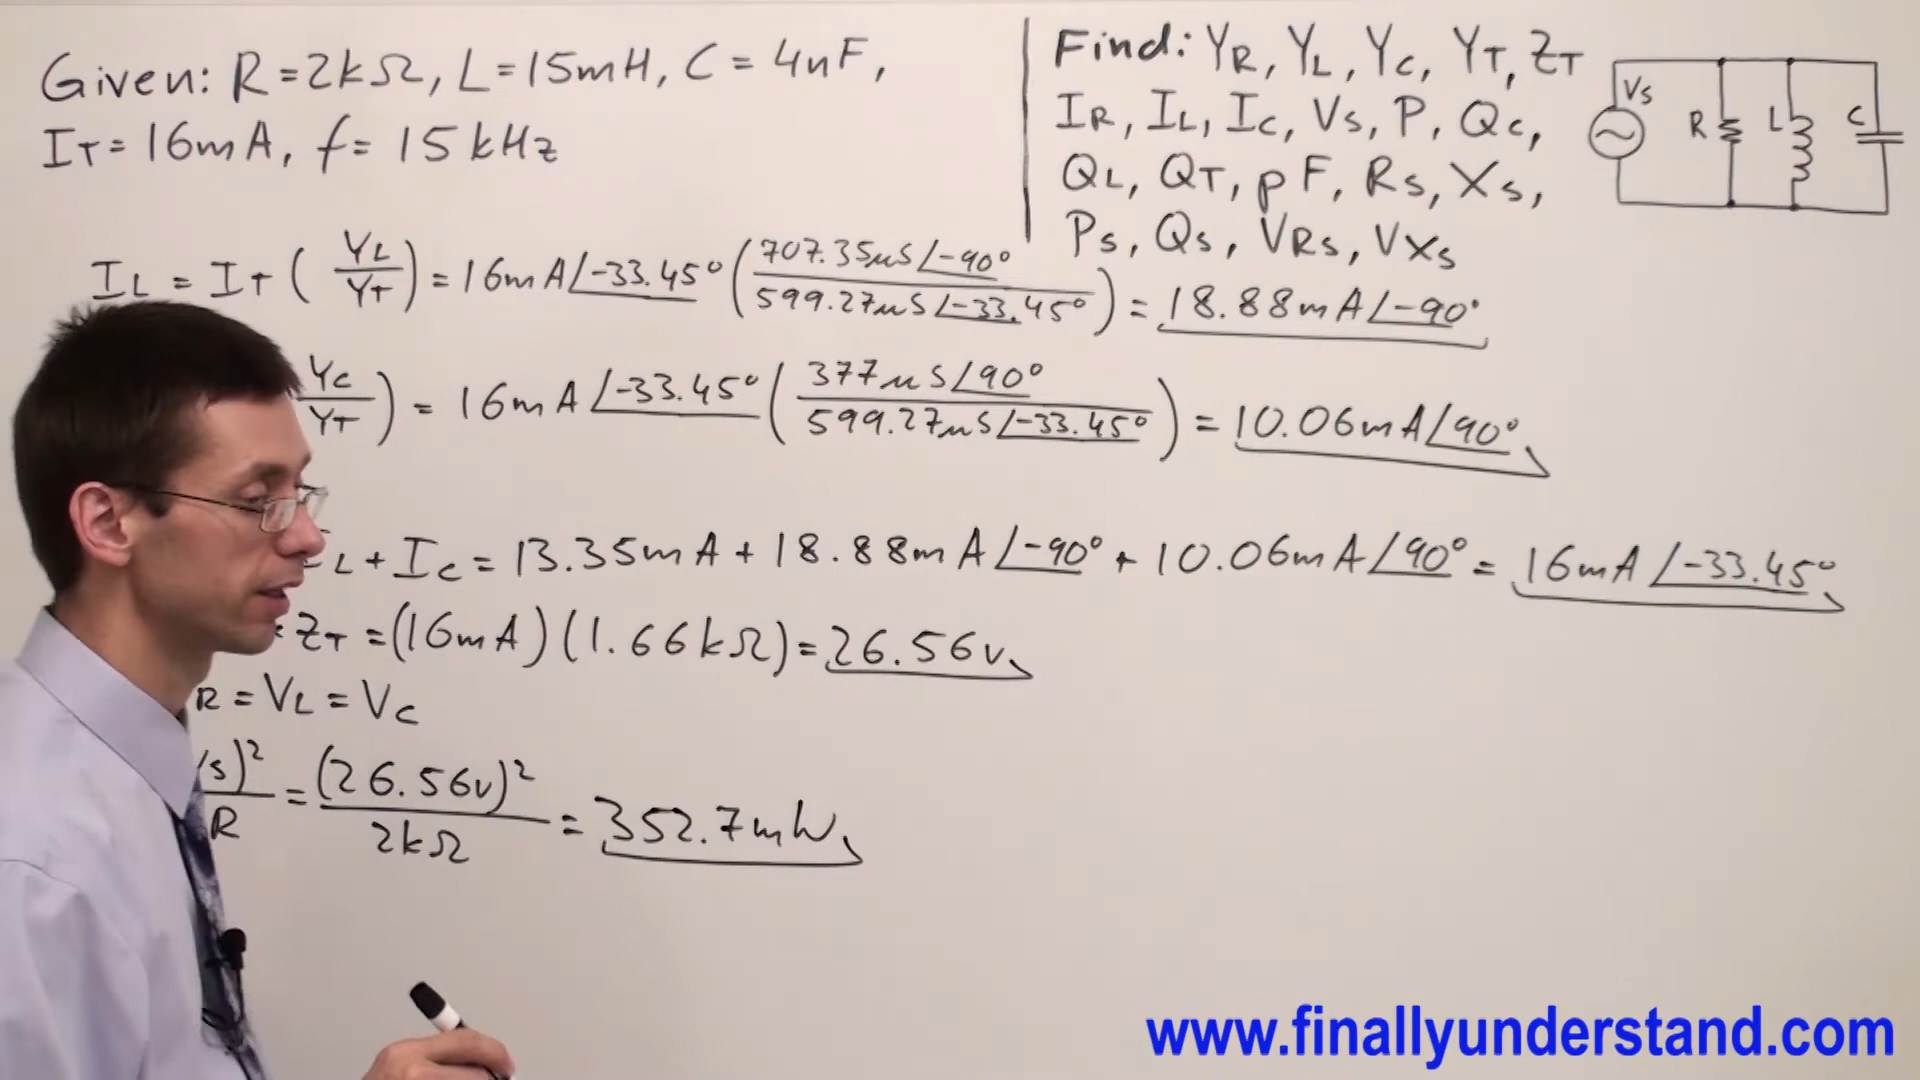 Given: R = 2kΩ, L = 15mH, C = 4nF,
IT = 16mA, f = 15kHz
Find: YR, YL, YC, YT, ZT
IR, IL, IC, VS, P, QC,
QL, QT, pF, RS, XS,
PS, QS, VRS, VXS
VS
R L C
IL = IT (YL/YT) = 16mA∠-33.45° (707.35µS∠-90° / 599.27µS∠-33.45°) = 18.88mA∠-90°
YC/YT) = 16mA∠-33.45° (377µS∠90° / 599.27µS∠-33.45°) = 10.06mA∠90°
L + IC = 13.35mA + 18.88mA∠-90° + 10.06mA∠90° = 16mA∠-33.45°
ZT = (16mA)(1.66kΩ) = 26.56v
R = VL = VC
s)²/R = (26.56v)²/2kΩ = 352.7mW
www.finallyunderstand.com